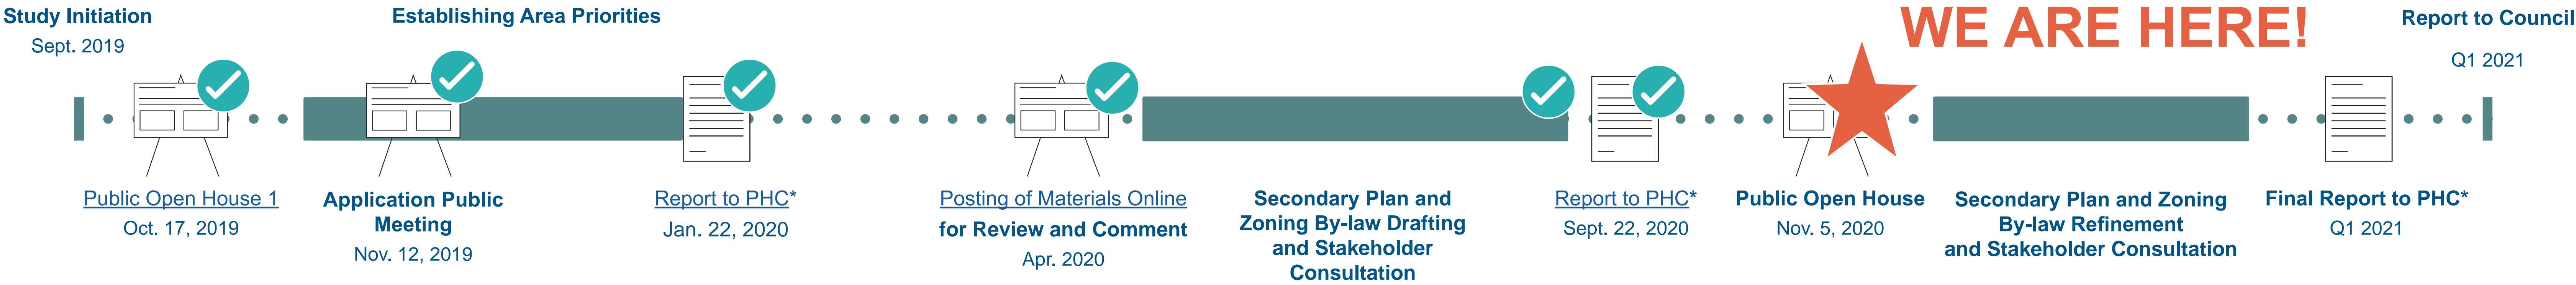 Study Initiation
Sept. 2019
Establishing Area Priorities
WE ARE HERE!
Report to Council
Q1 2021
Public Open House 1
Oct. 17, 2019
Application Public
Meeting
Nov. 12, 2019
Report to PHC*
Jan. 22, 2020
Posting of Materials Online
for Review and Comment
Apr. 2020
Secondary Plan and
Zoning By-law Drafting
and Stakeholder
Consultation
Report to PHC*
Sept. 22, 2020
Public Open House
Nov. 5, 2020
Secondary Plan and Zoning
By-law Refinement
and Stakeholder Consultation
Final Report to PHC*
Q1 2021